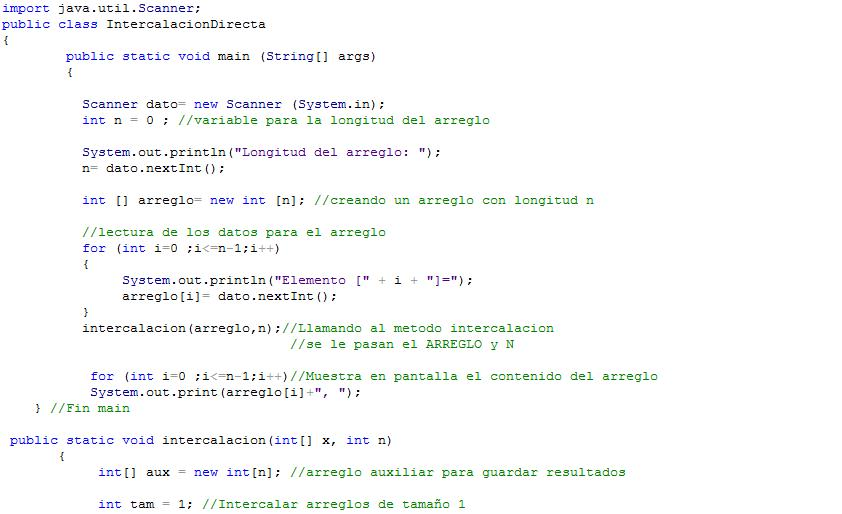 import java.util.Scanner;
public class IntercalacionDirecta
{
public static void main (String[] args)
{
Scanner dato= new Scanner (System.in);
int n = 0 ; //variable para la longitud del arreglo
System.out.println("Longitud del arreglo: ");
n= dato.nextInt();
int [] arreglo= new int [n]; //creando un arreglo con longitud n
//lectura de los datos para el arreglo
for (int i=0 ;i<=n-1;i++)
{
System.out.println("Elemento [" + i + "]=");
arreglo[i]= dato.nextInt();
}
intercalacion(arreglo,n);//Llamando al metodo intercalacion
//se le pasan el ARREGLO y N
for (int i=0 ;i<=n-1;i++)//Muestra en pantalla el contenido del arreglo
System.out.print(arreglo[i]+", ");
} //Fin main
public static void intercalacion(int[] x, int n)
{
int[] aux = new int[n]; //arreglo auxiliar para guardar resultados
int tam = 1; //Intercalar arreglos de tamaño 1